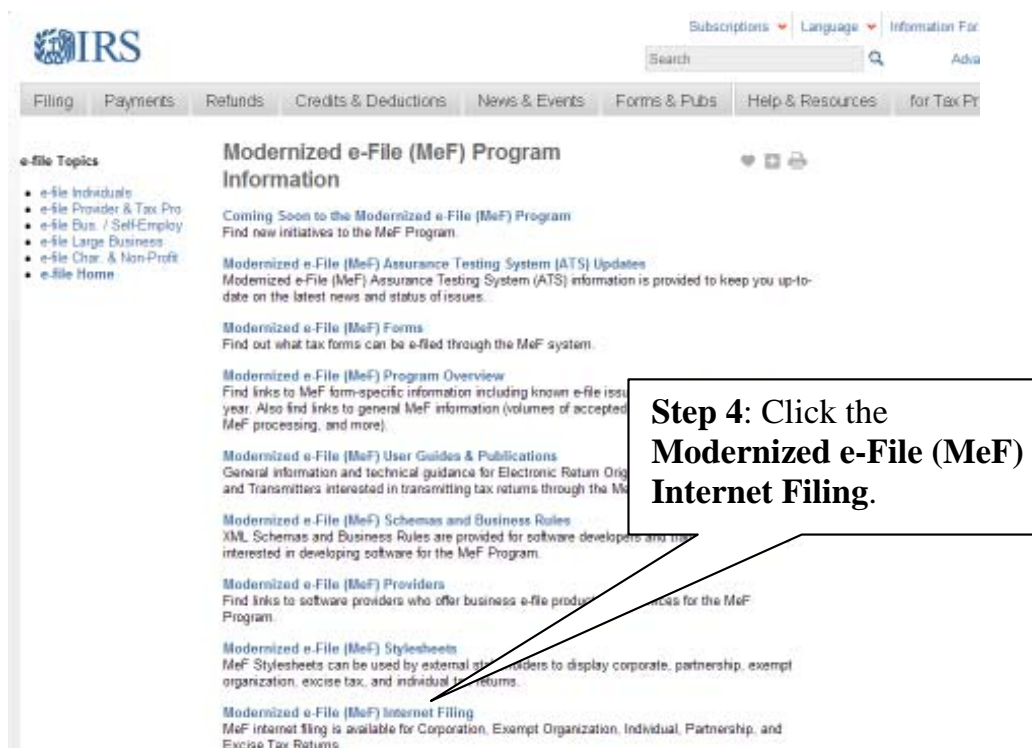 Subscriptions Language Information For
IRS
Search
Filing Payments Refunds Credits & Deductions News & Events Forms & Pubs Help & Resources for Tax Pr
e-file Topics
• e-file Individuals
• e-file Provider & Tax Pro
• e-file Bus. / Self-Employ
• e-file Large Business
• e-file Char. & Non-Profit
• e-file Home
Modernized e-File (MeF) Program
Information
Coming Soon to the Modernized e-File (MeF) Program
Find new initiatives to the MeF Program.
Modernized e-File (MeF) Assurance Testing System (ATS) Updates
Modernized e-File (MeF) Assurance Testing System (ATS) information is provided to keep you up-to-
date on the latest news and status of issues.
Modernized e-File (MeF) Forms
Find out what tax forms can be e-filed through the MeF system.
Modernized e-File (MeF) Program Overview
Find links to MeF form-specific information including known e-file issu
year. Also find links to general MeF information (volumes of accepted
MeF processing, and more).
Modernized e-File (MeF) User Guides & Publications
General information and technical guidance for Electronic Return Orig
and Transmitters interested in transmitting tax returns through the Me
Modernized e-File (MeF) Schemas and Business Rules
XML Schemas and Business Rules are provided for software developers and
interested in developing software for the MeF Program.
Modernized e-File (MeF) Providers
Find links to software providers who offer business e-file for the MeF
Program.
Modernized e-File (MeF) Stylesheets
MeF Stylesheets can be used by external to display corporate, partnership, exempt
organization, excise tax, and individual returns.
Modernized e-File (MeF) Internet Filing
MeF internet filing is available for Corporation, Exempt Organization, Individual, Partnership, and
Excise Tax Returns.
Step 4: Click the
Modernized e-File (MeF)
Internet Filing.